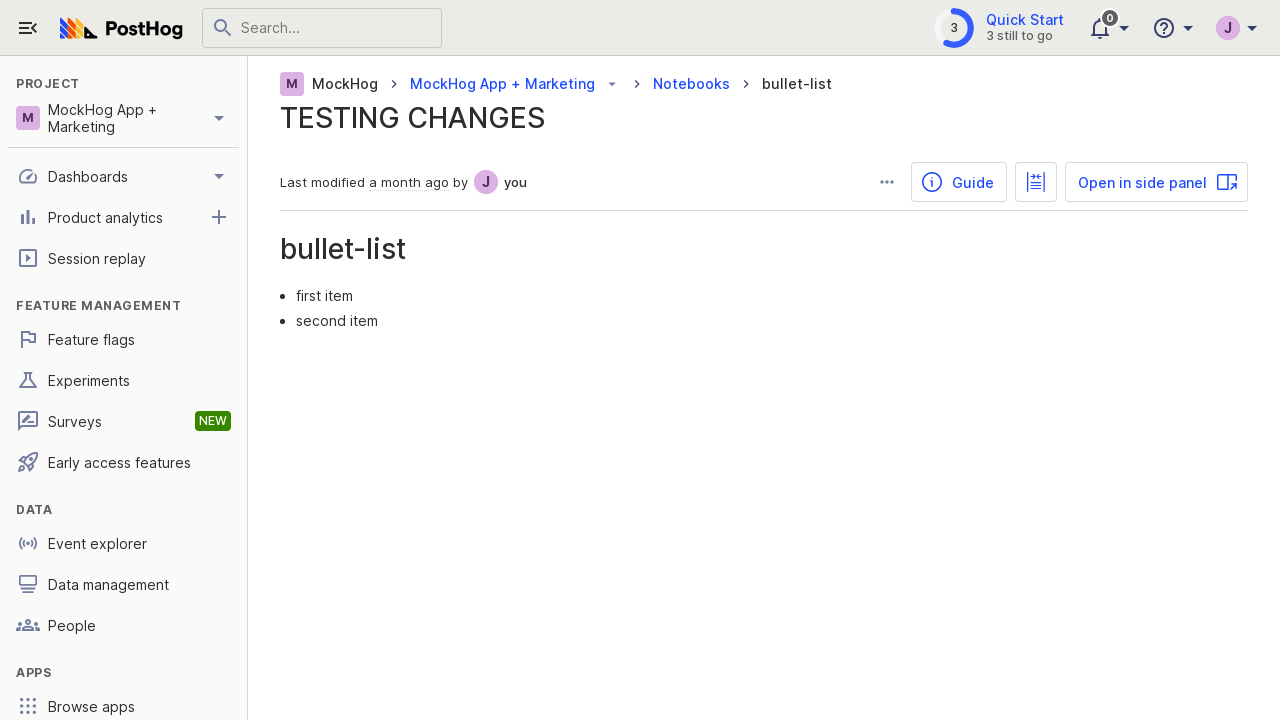 PostHog
Search...
3
Quick Start
3 still to go
0
J
PROJECT
M
MockHog App +
Marketing
Dashboards
Product analytics
Session replay
FEATURE MANAGEMENT
Feature flags
Experiments
Surveys
NEW
Early access features
DATA
Event explorer
Data management
People
APPS
Browse apps
M MockHog > MockHog App + Marketing > Notebooks > bullet-list
TESTING CHANGES
Last modified a month ago by J you
Guide
Open in side panel
bullet-list
• first item
• second item